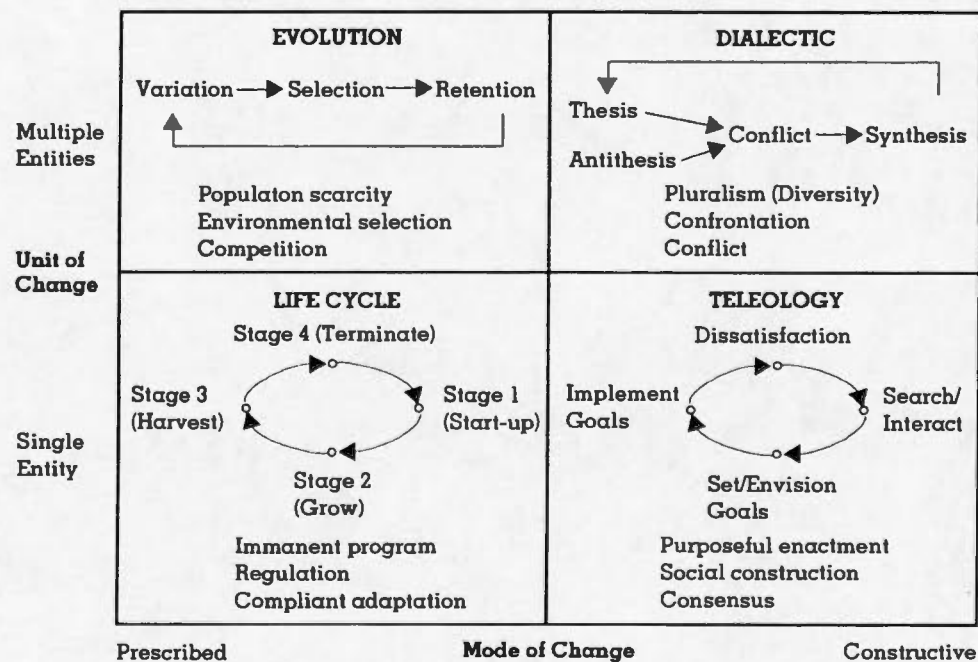 EVOLUTION
Variation Selection Retention
Populaton scarcity
Environmental selection
Competition
DIALECTIC
Thesis
Antithesis
Conflict Synthesis
Pluralism (Diversity)
Confrontation
Conflict
Multiple
Entities
Unit of
Change
Single
Entity
LIFE CYCLE
Stage 4 (Terminate)
Stage 3
(Harvest)
Stage 1
(Start-up)
Stage 2
(Grow)
Immanent program
Regulation
Compliant adaptation
TELEOLOGY
Dissatisfaction
Implement
Goals
Search/
Interact
Set/Envision
Goals
Purposeful enactment
Social construction
Consensus
Prescribed Mode of Change Constructive